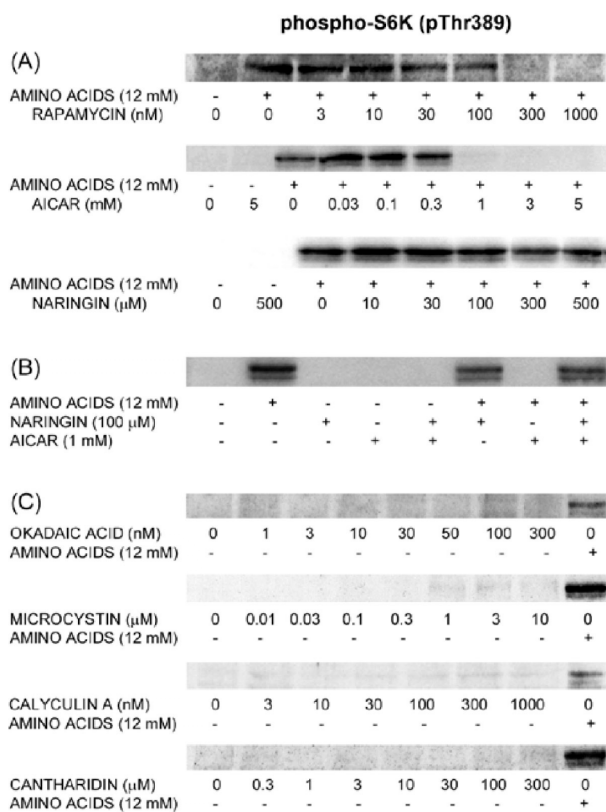 phospho-S6K (pThr389)
(A)
AMINO ACIDS (12 mM) - + + + + + + +
RAPAMYCIN (nM) 0 0 3 10 30 100 300 1000
AMINO ACIDS (12 mM) - - + + + + + + +
AICAR (mM) 0 5 0 0.03 0.1 0.3 1 3 5
AMINO ACIDS (12 mM) - - + + + + + +
NARINGIN (µM) 0 500 0 10 30 100 300 500
(B)
AMINO ACIDS (12 mM) - + - - - + + +
NARINGIN (100 µM) - - + - + + - +
AICAR (1 mM) - - - + + - + +
(C)
OKADAIC ACID (nM) 0 1 3 10 30 50 100 300 0
AMINO ACIDS (12 mM) - - - - - - - - +
MICROCYSTIN (µM) 0 0.01 0.03 0.1 0.3 1 3 10 0
AMINO ACIDS (12 mM) - - - - - - - - +
CALYCULIN A (nM) 0 3 10 30 100 300 1000 0
AMINO ACIDS (12 mM) - - - - - - - +
CANTHARIDIN (µM) 0 0.3 1 3 10 30 100 300 0
AMINO ACIDS (12 mM) - - - - - - - - +